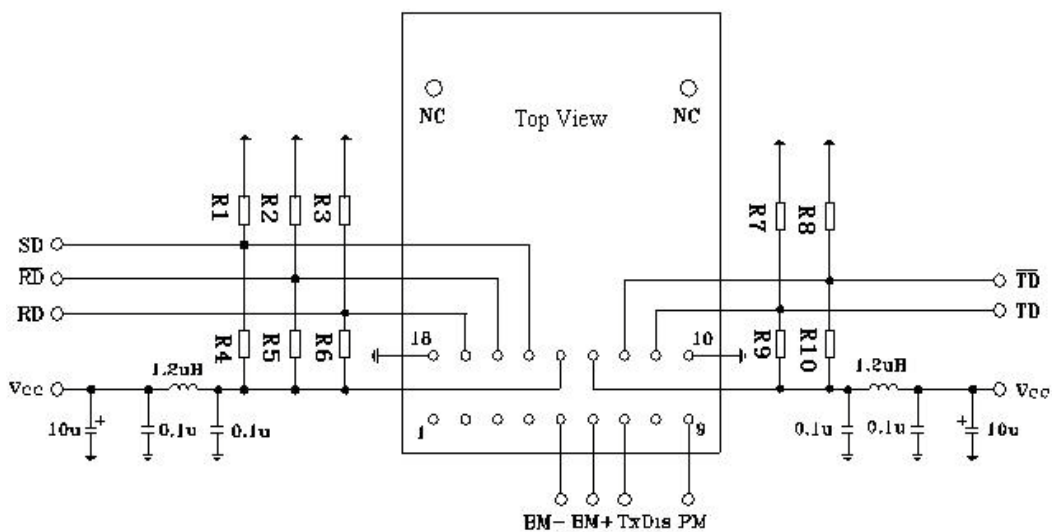 NC
Top View
NC
R1
R2
R3
R7
R8
SD
R̅D̅
RD
T̅D̅
TD
18
10
R4
R5
R6
R9
R10
1.2uH
1.2uH
Vcc
Vcc
10u
+
0.1u
0.1u
1
9
0.1u
0.1u
+
10u
BM- BM+ TxDis PM